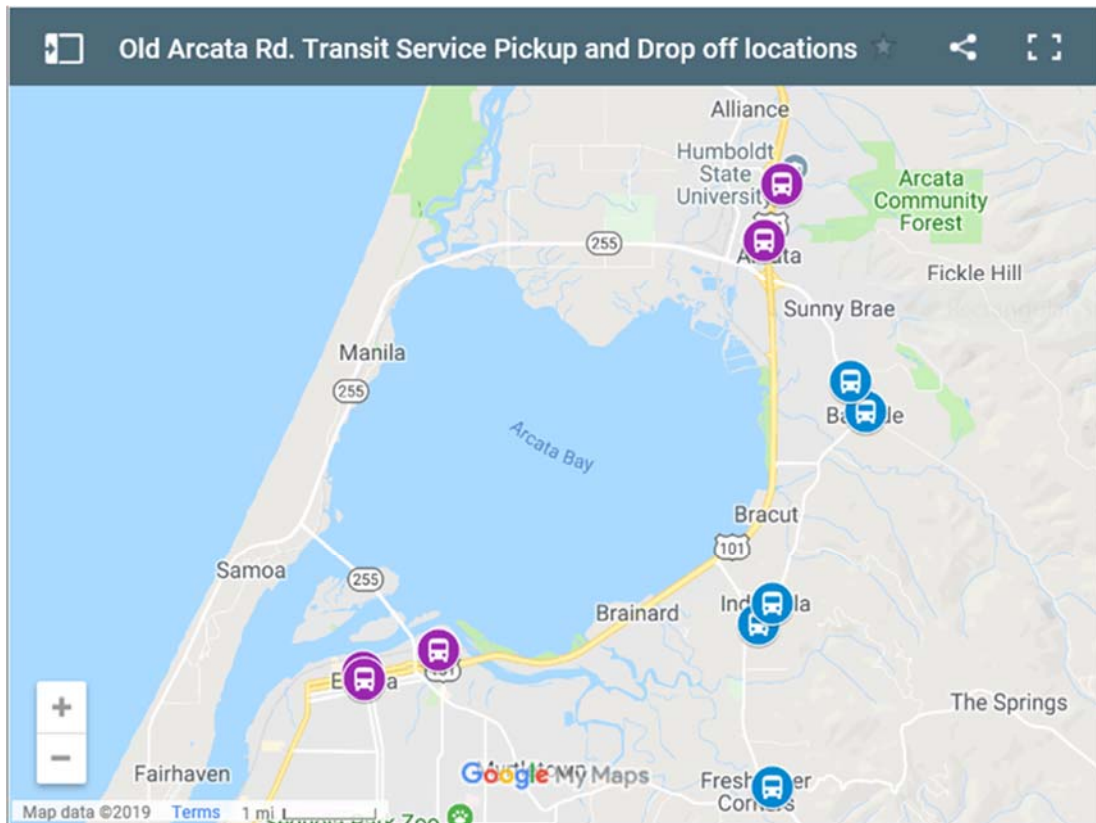 Old Arcata Rd. Transit Service Pickup and Drop off locations
Alliance
Humboldt
State
University
Arcata
Community
Forest
255
Arcata
Fickle Hill
Sunny Brae
Manila
255
Arcata Bay
Bracut
101
Samoa
255
Brainard
The Springs
Fairhaven
Google My Maps
Map data ©2019 Terms 1 mi